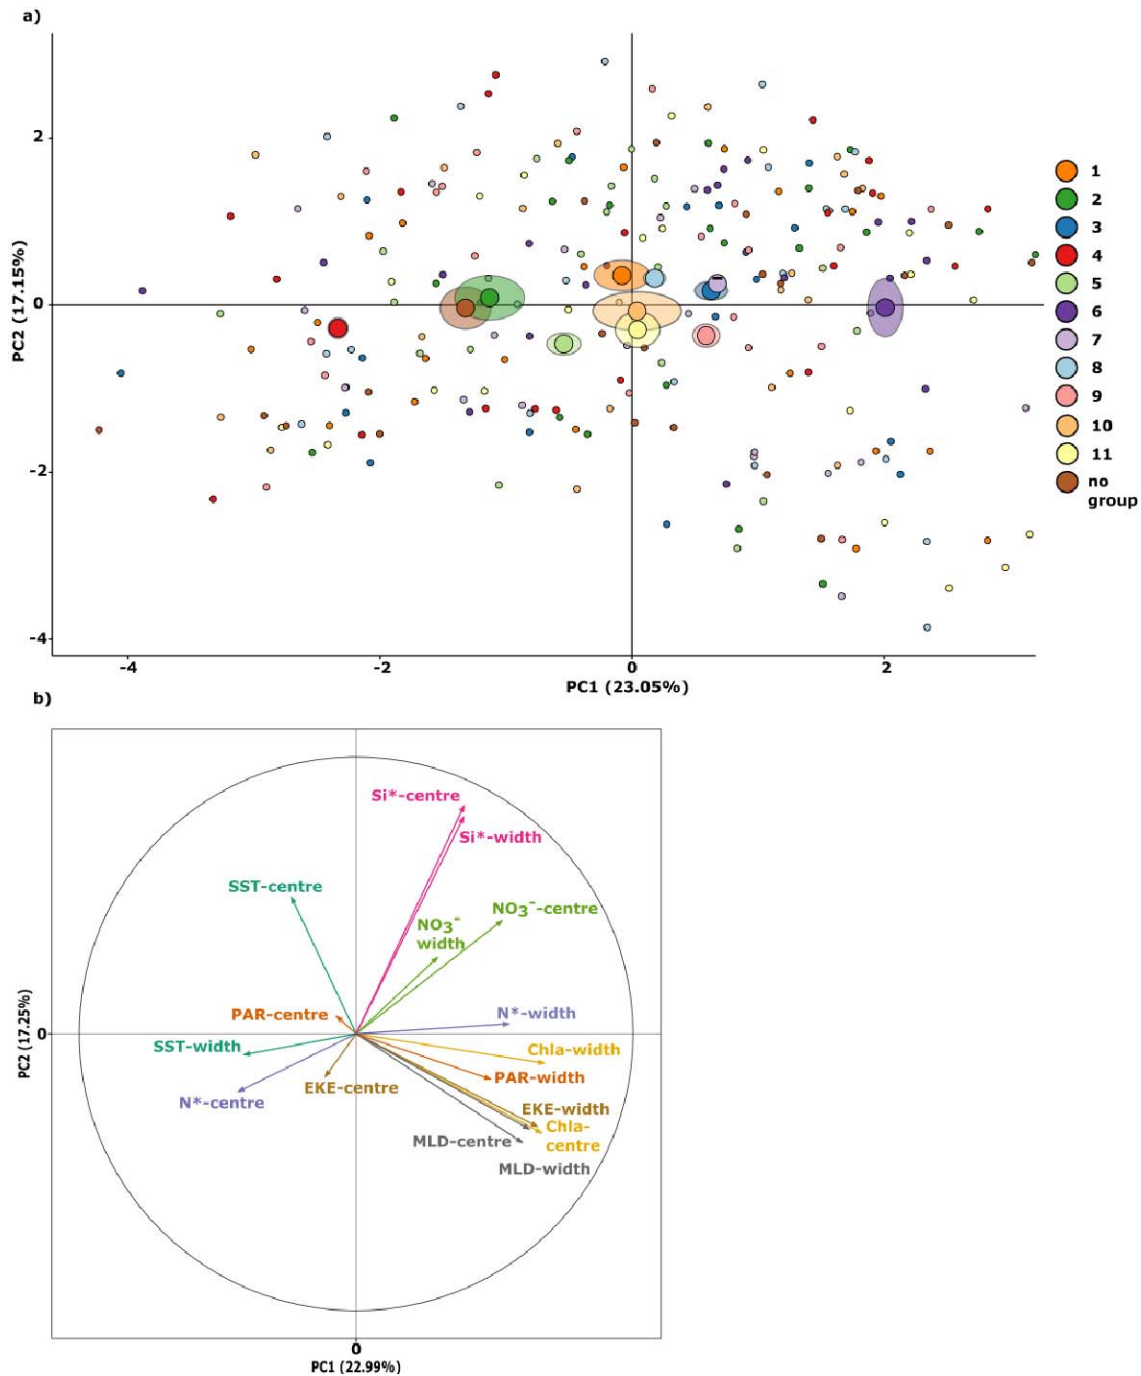 a)
2
0
-2
-4
PC2 (17.15%)
-4
-2
0
2
PC1 (23.05%)
1
2
3
4
5
6
7
8
9
10
11
no
group
b)
Si*-centre
Si*-width
SST-centre
NO3⁻-centre
NO3⁻
width
PAR-centre
N*-width
SST-width
Chla-width
PAR-width
EKE-centre
N*-centre
EKE-width
Chla-
centre
MLD-centre
MLD-width
0
PC2 (17.25%)
0
PC1 (22.99%)